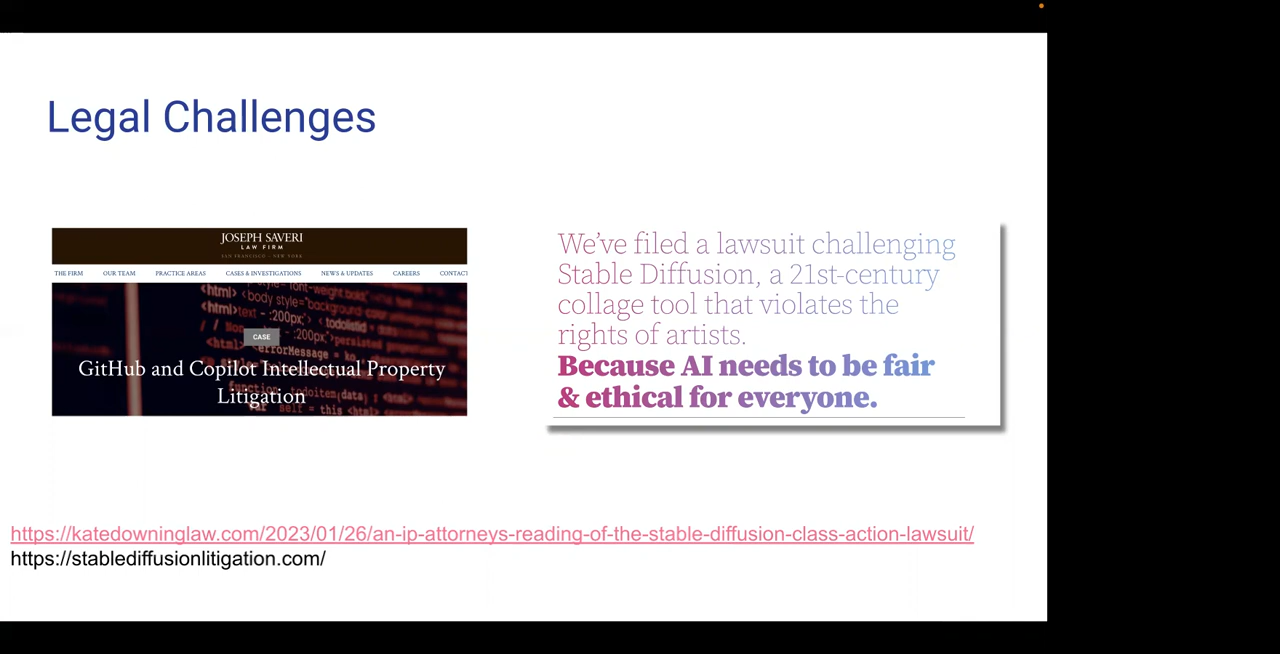 Legal Challenges
JOSEPH SAVERI
LAW FIRM
SAN FRANCISCO – NEW YORK
THE FIRM OUR TEAM PRACTICE AREAS CASES & INVESTIGATIONS NEWS & UPDATES CAREERS CONTACT
CASE
GitHub and Copilot Intellectual Property
Litigation
We’ve filed a lawsuit challenging
Stable Diffusion, a 21st-century
collage tool that violates the
rights of artists.
Because AI needs to be fair
& ethical for everyone.
https://katedowninglaw.com/2023/01/26/an-ip-attorneys-reading-of-the-stable-diffusion-class-action-lawsuit/
https://stablediffusionlitigation.com/